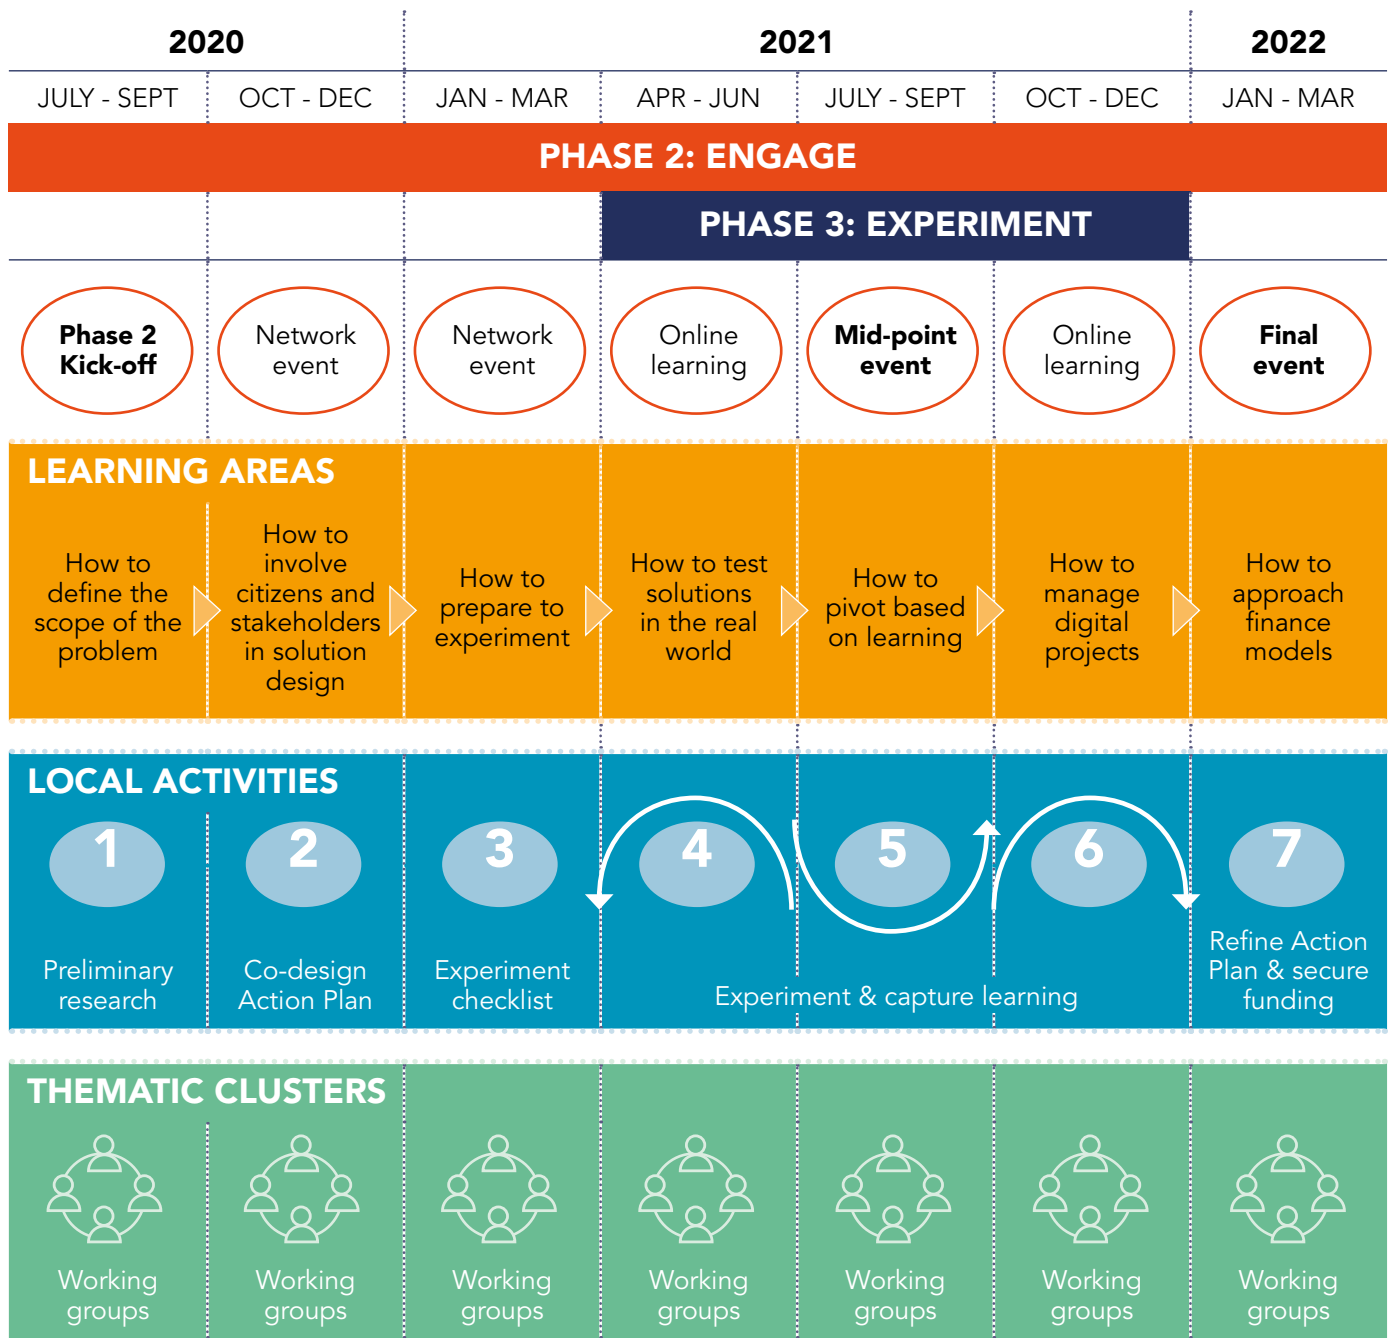 2020
2021
2022
JULY - SEPT
OCT - DEC
JAN - MAR
APR - JUN
JULY - SEPT
OCT - DEC
JAN - MAR
PHASE 2: ENGAGE
PHASE 3: EXPERIMENT
Phase 2
Kick-off
Network
event
Network
event
Online
learning
Mid-point
event
Online
learning
Final
event
LEARNING AREAS
How to
define the
scope of the
problem
How to
involve
citizens and
stakeholders
in solution
design
How to
prepare to
experiment
How to test
solutions
in the real
world
How to
pivot based
on learning
How to
manage
digital
projects
How to
approach
finance
models
LOCAL ACTIVITIES
1
2
3
4
5
6
7
Preliminary
research
Co-design
Action Plan
Experiment
checklist
Experiment & capture learning
Refine Action
Plan & secure
funding
THEMATIC CLUSTERS
Working
groups
Working
groups
Working
groups
Working
groups
Working
groups
Working
groups
Working
groups